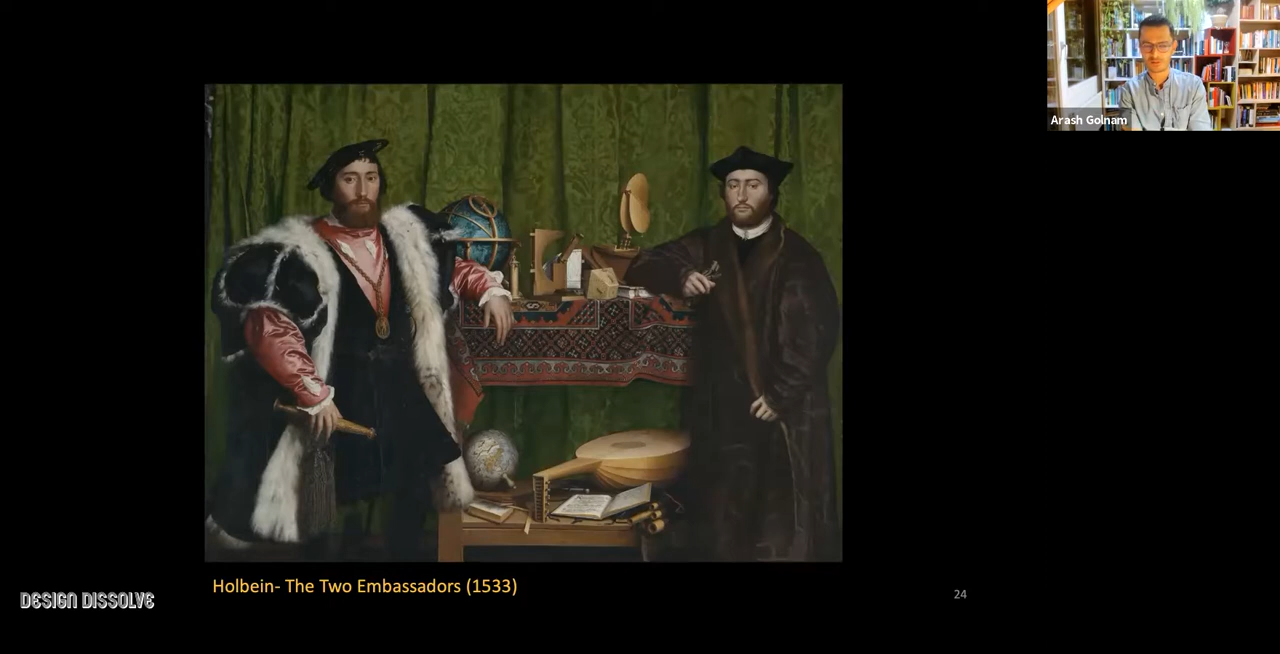 Arash Golnam
Holbein- The Two Embassadors (1533)
DESIGN DISSOLVE
24